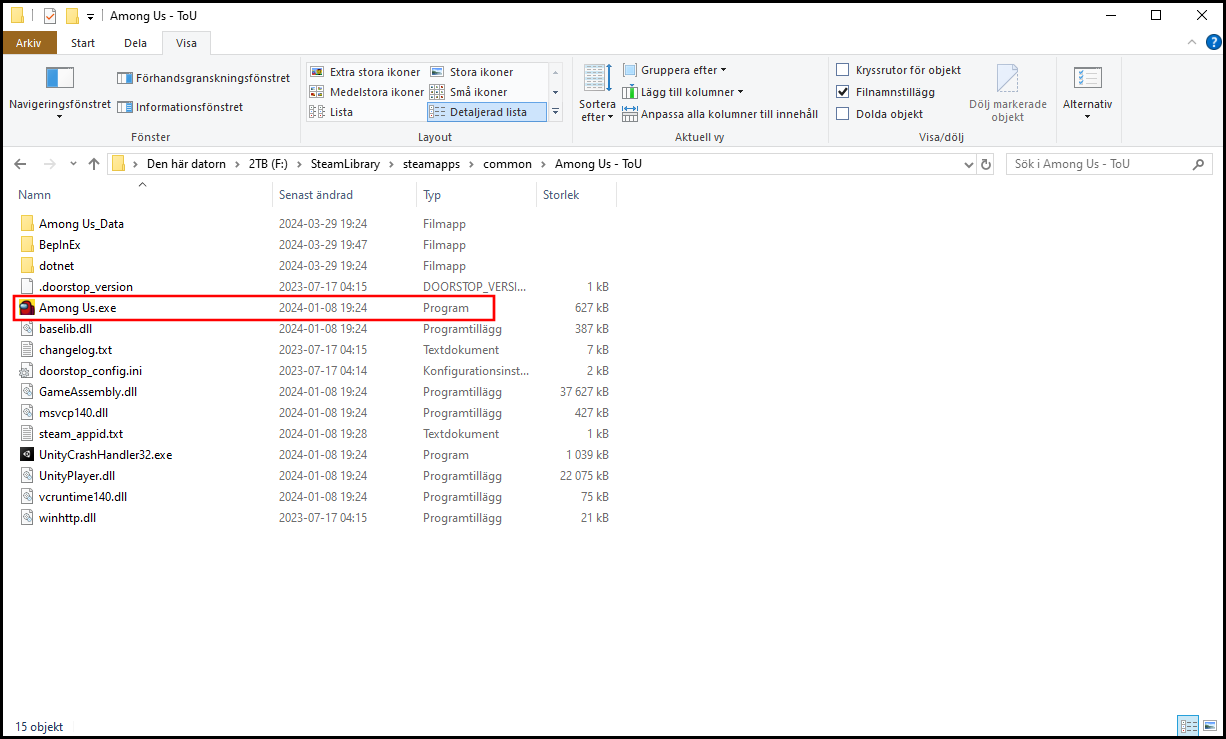 Among Us - ToU
Arkiv Start Dela Visa
Navigeringsfönstret
Förhandsgranskningsfönstret
Informationsfönstret
Fönster
Extra stora ikoner Stora ikoner
Medelstora ikoner Små ikoner
Lista Detaljerad lista
Layout
Sortera efter
Gruppera efter
Lägg till kolumner
Anpassa alla kolumner till innehåll
Aktuell vy
Kryssrutor för objekt
Filnamnstillägg
Dolda objekt
Dölj markerade objekt
Visa/dölj
Alternativ
Den här datorn > 2TB (F:) > SteamLibrary > steamapps > common > Among Us - ToU
Sök i Among Us - ToU
Namn Senast ändrad Typ Storlek
Among Us_Data 2024-03-29 19:24 Filmapp
BepInEx 2024-03-29 19:47 Filmapp
dotnet 2024-03-29 19:24 Filmapp
.doorstop_version 2023-07-17 04:15 DOORSTOP_VERSI... 1 kB
Among Us.exe 2024-01-08 19:24 Program 627 kB
baselib.dll 2024-01-08 19:24 Programtillägg 387 kB
changelog.txt 2023-07-17 04:15 Textdokument 7 kB
doorstop_config.ini 2023-07-17 04:14 Konfigurationsinst... 2 kB
GameAssembly.dll 2024-01-08 19:24 Programtillägg 37 627 kB
msvcp140.dll 2024-01-08 19:24 Programtillägg 427 kB
steam_appid.txt 2024-01-08 19:28 Textdokument 1 kB
UnityCrashHandler32.exe 2024-01-08 19:24 Program 1 039 kB
UnityPlayer.dll 2024-01-08 19:24 Programtillägg 22 075 kB
vcruntime140.dll 2024-01-08 19:24 Programtillägg 75 kB
winhttp.dll 2023-07-17 04:15 Programtillägg 21 kB
15 objekt